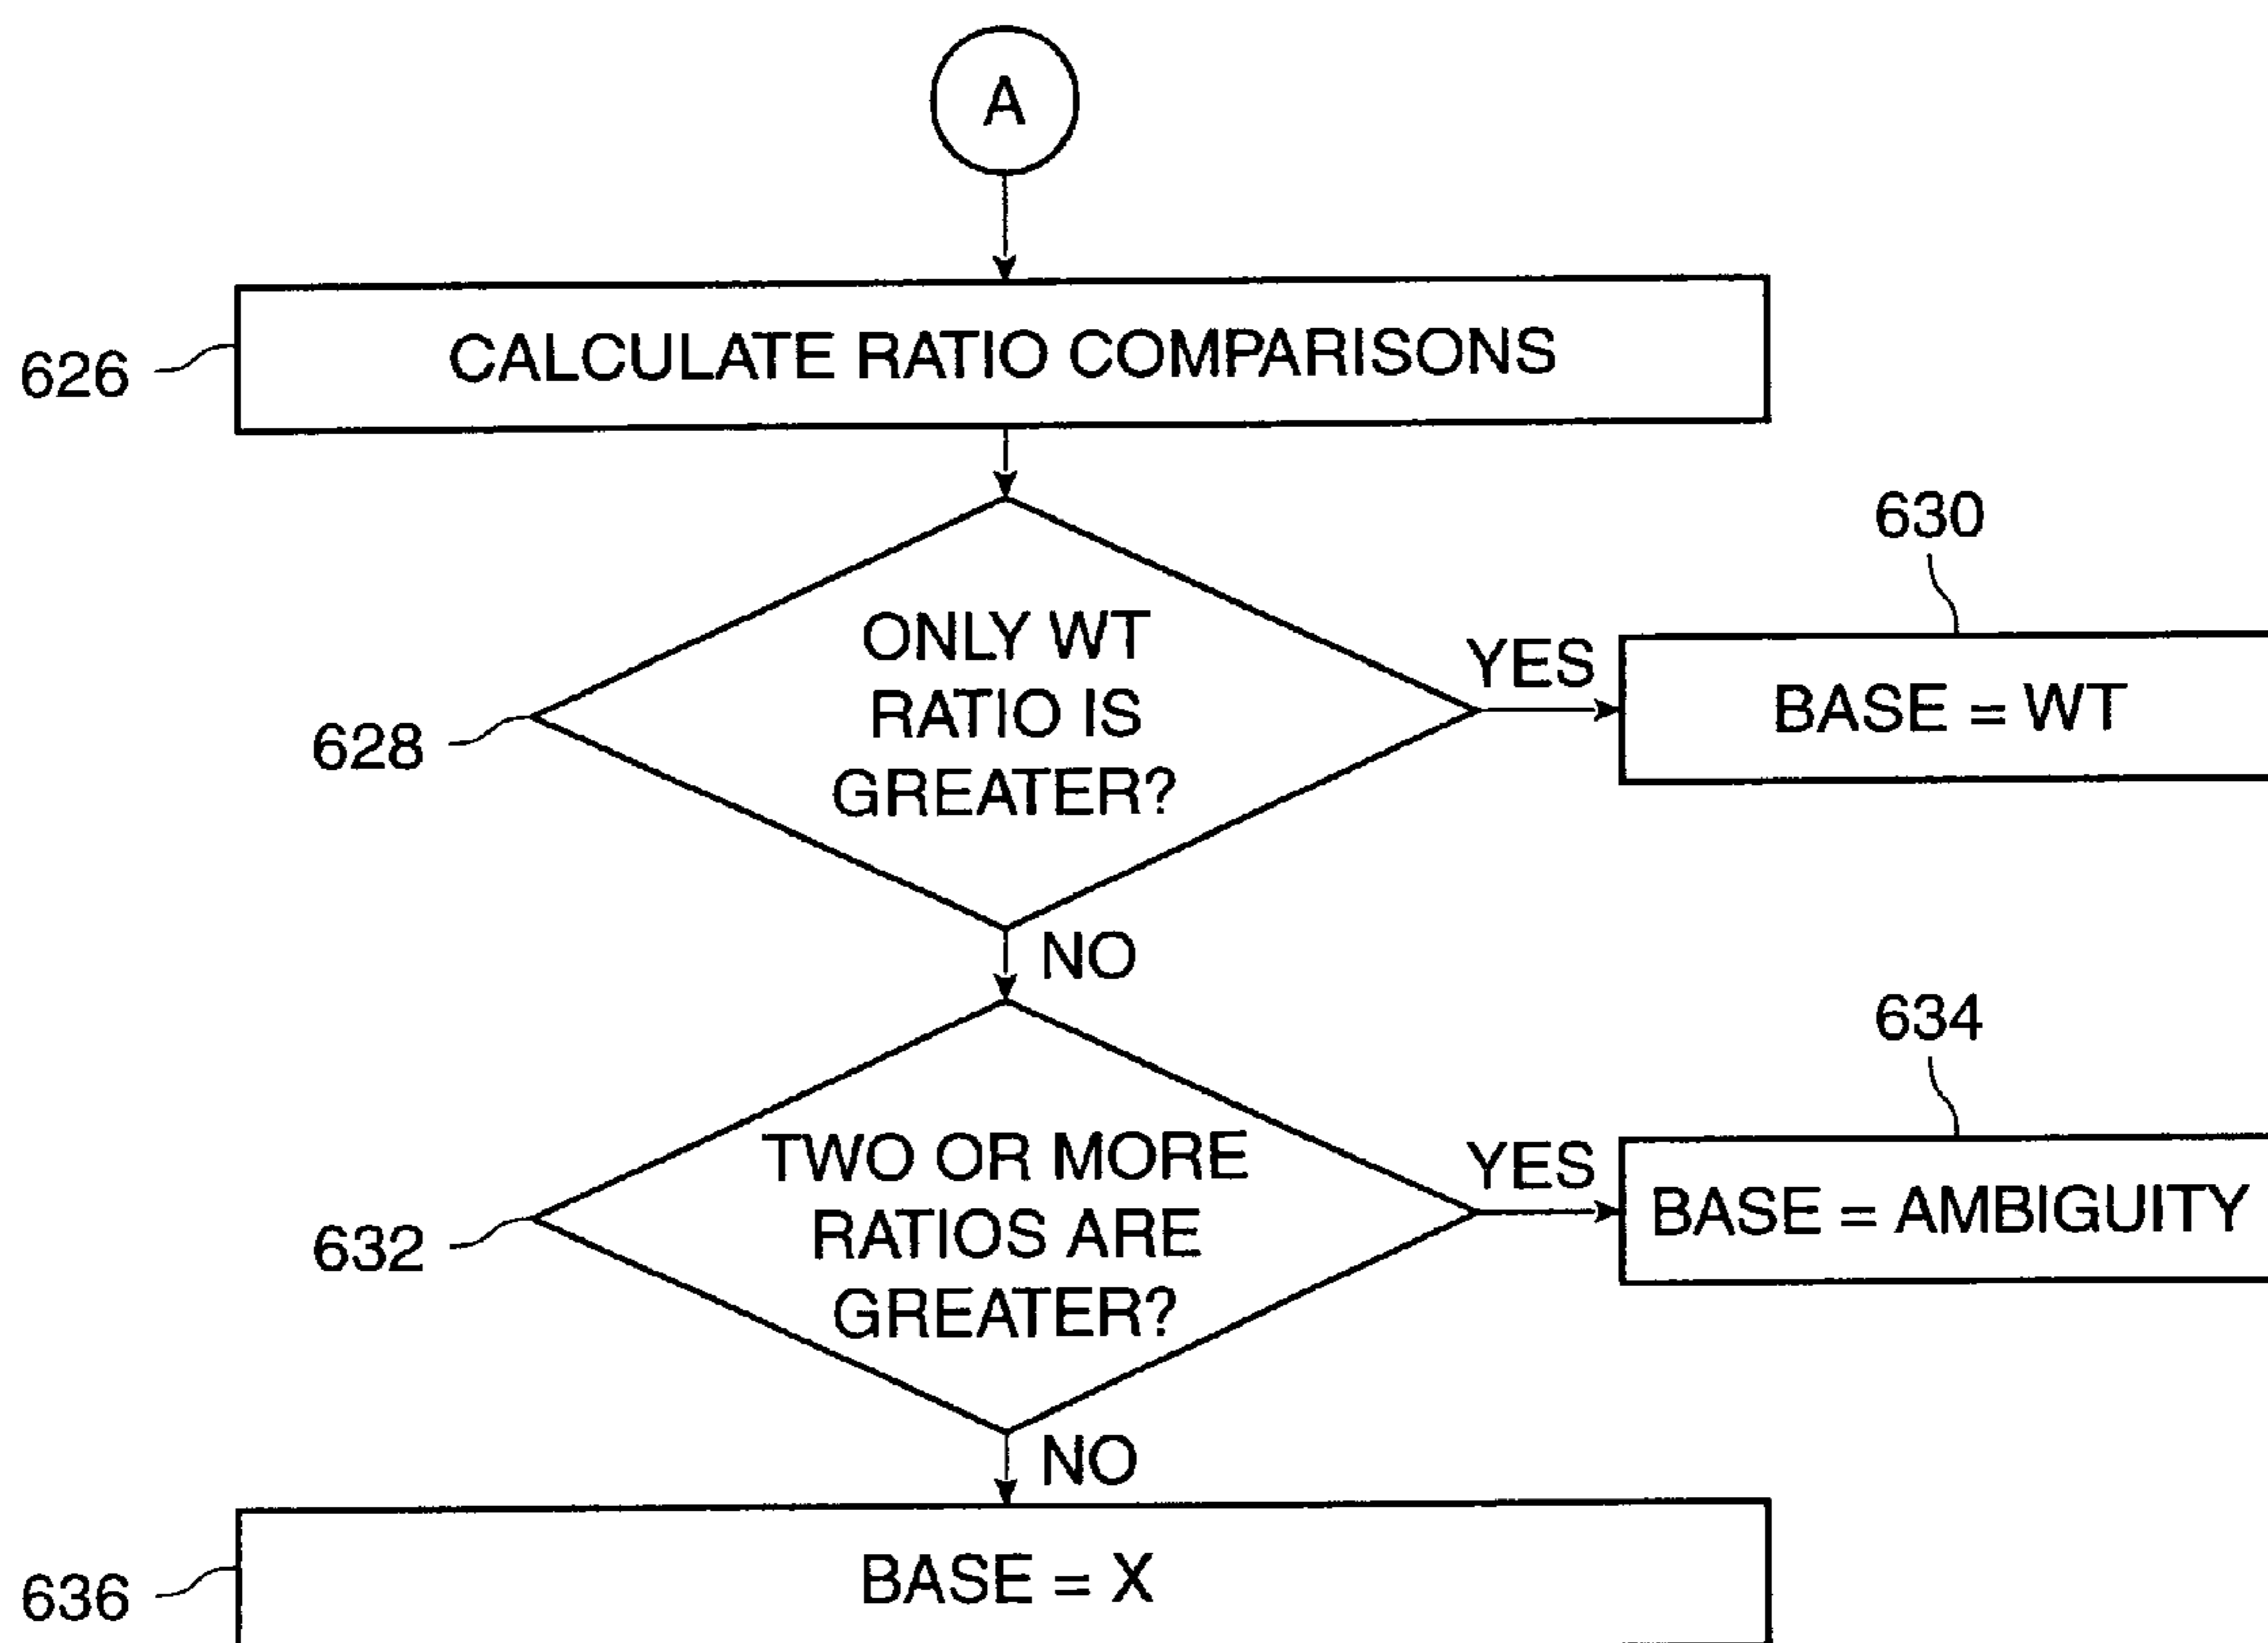 A
626
CALCULATE RATIO COMPARISONS
628
ONLY WT
RATIO IS
GREATER?
YES
630
BASE = WT
NO
632
TWO OR MORE
RATIOS ARE
GREATER?
YES
634
BASE = AMBIGUITY
NO
636
BASE = X